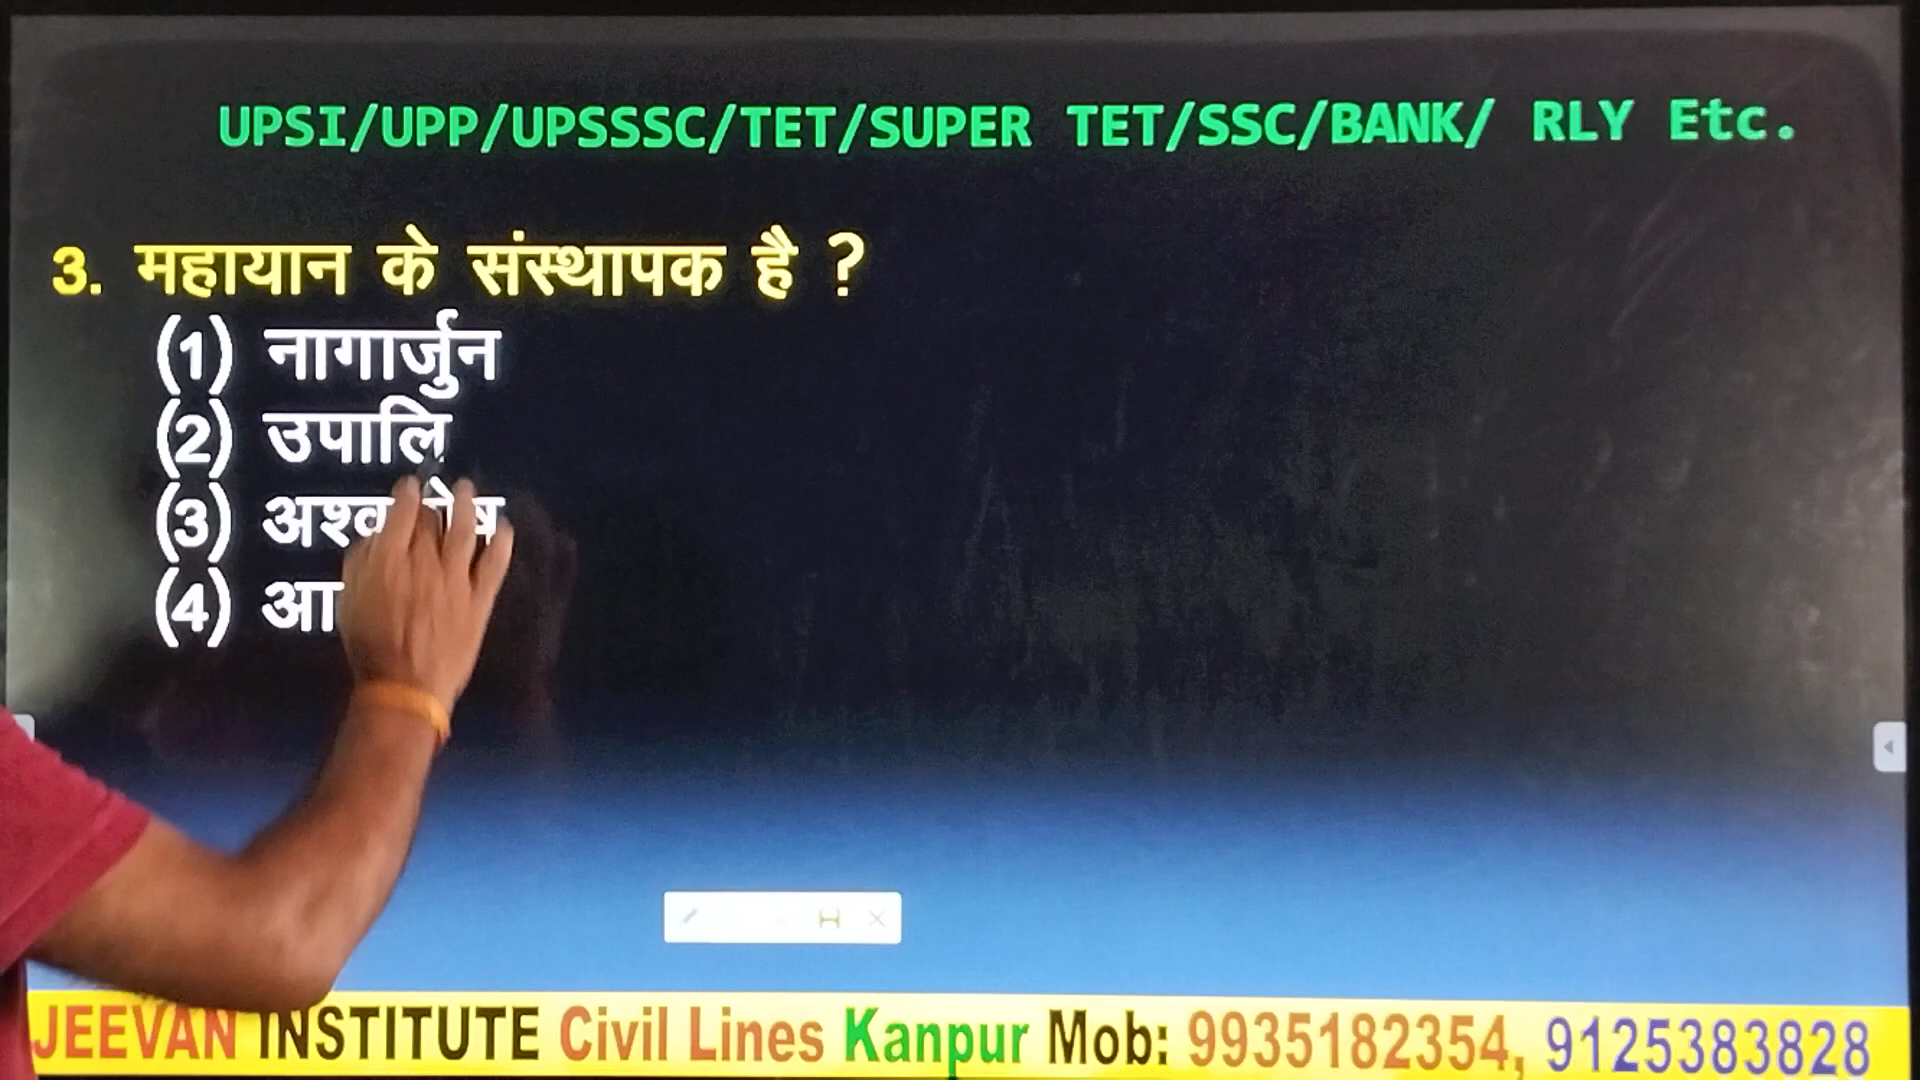 UPSI/UPP/UPSSSC/TET/SUPER TET/SSC/BANK/ RLY Etc.
3. महायान के संस्थापक है ?
(1) नागार्जुन
(2) उपालि
(3)
(4)
JEEVAN INSTITUTE Civil Lines Kanpur Mob: 9935182354, 9125383828